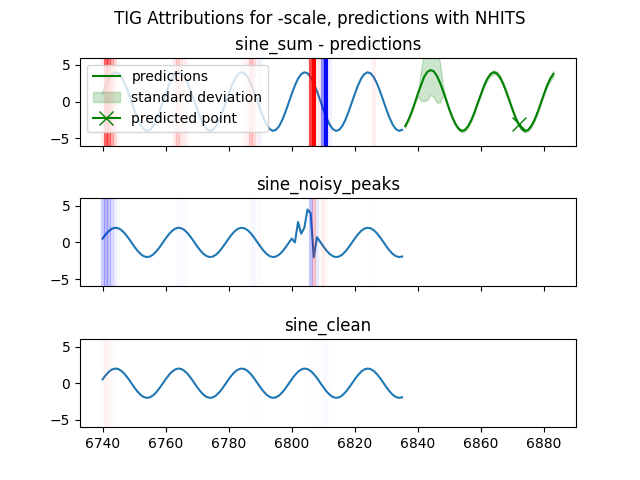 TIG Attributions for -scale, predictions with NHITS
sine_sum - predictions
5
0
−5
predictions
standard deviation
predicted point
sine_noisy_peaks
5
0
−5
sine_clean
5
0
−5
6740 6760 6780 6800 6820 6840 6860 6880